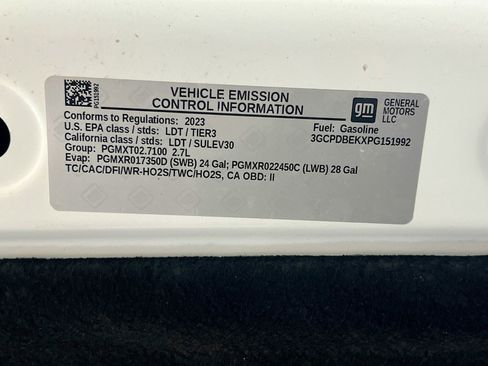 PG151992
VEHICLE EMISSION
CONTROL INFORMATION
gm
GENERAL
MOTORS
LLC
Conforms to Regulations: 2023
U.S. EPA class / stds: LDT / TIER3
California class / stds: LDT / SULEV30
Group: PGMXT02.7100 2.7L
Fuel: Gasoline
3GCPDBEKXPG151992
Evap: PGMXR017350D (SWB) 24 Gal; PGMXR022450C (LWB) 28 Gal
TC/CAC/DFI/WR-HO2S/TWC/HO2S, CA OBD: II